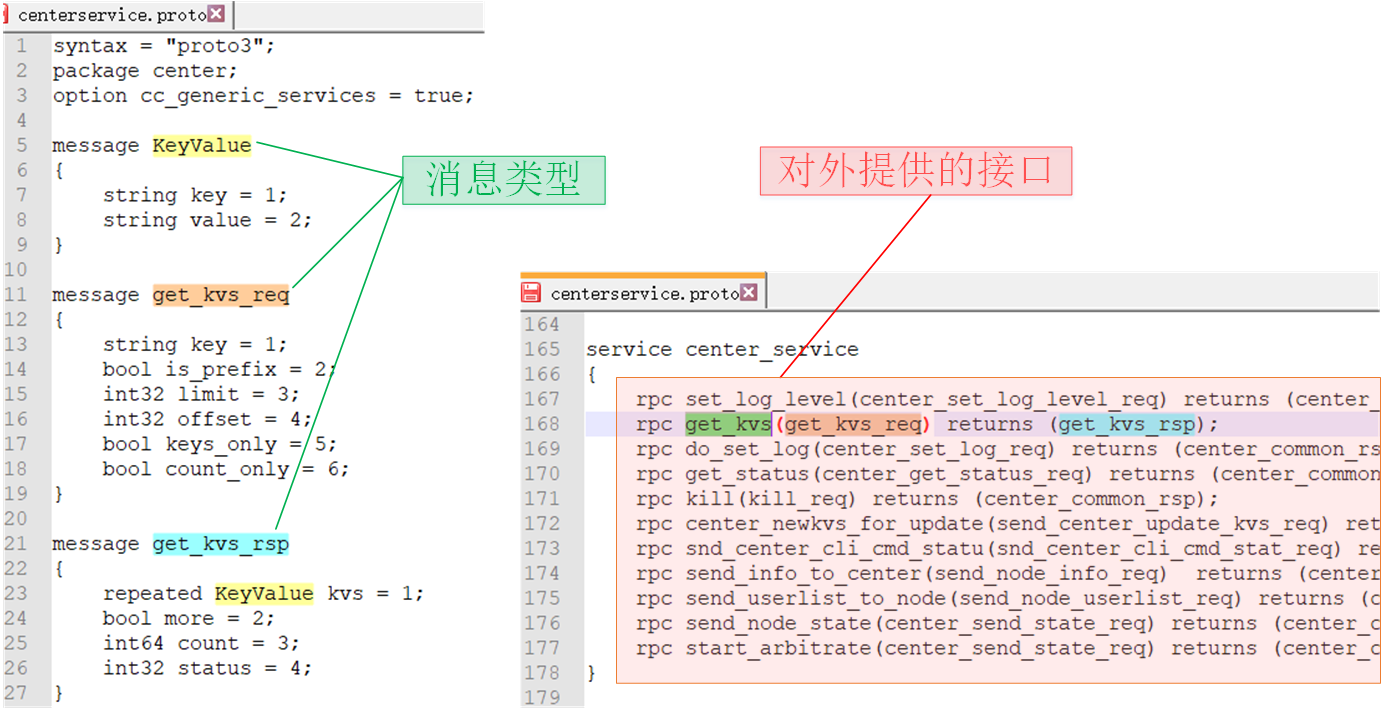 centerservice.proto
1 syntax = "proto3";
2 package center;
3 option cc_generic_services = true;
4
5 message KeyValue
6 {
7 string key = 1;
8 string value = 2;
9 }
10
11 message get_kvs_req
12 {
13 string key = 1;
14 bool is_prefix = 2;
15 int32 limit = 3;
16 int32 offset = 4;
17 bool keys_only = 5;
18 bool count_only = 6;
19 }
20
21 message get_kvs_rsp
22 {
23 repeated KeyValue kvs = 1;
24 bool more = 2;
25 int64 count = 3;
26 int32 status = 4;
27 }
消息类型
对外提供的接口
centerservice.proto
164
165 service center_service
166 {
167 rpc set_log_level(center_set_log_level_req) returns (center_
168 rpc get_kvs(get_kvs_req) returns (get_kvs_rsp);
169 rpc do_set_log(center_set_log_req) returns (center_common_rs
170 rpc get_status(center_get_status_req) returns (center_common
171 rpc kill(kill_req) returns (center_common_rsp);
172 rpc center_newkvs_for_update(send_center_update_kvs_req) ret
173 rpc snd_center_cli_cmd_statu(snd_center_cli_cmd_stat_req) re
174 rpc send_info_to_center(send_node_info_req) returns (center
175 rpc send_userlist_to_node(send_node_userlist_req) returns (c
176 rpc send_node_state(center_send_state_req) returns (center_c
177 rpc start_arbitrate(center_send_state_req) returns (center_c
178 }
179